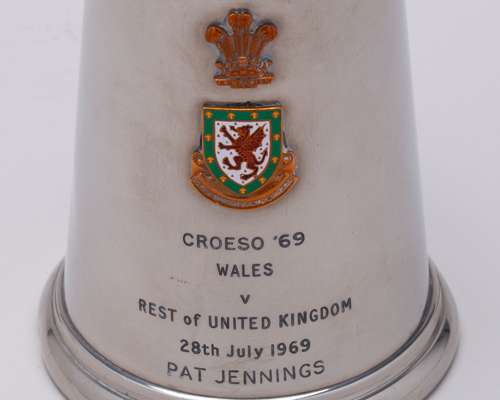 CROESO '69
WALES
v
REST of UNITED KINGDOM
28th July 1969
PAT JENNINGS